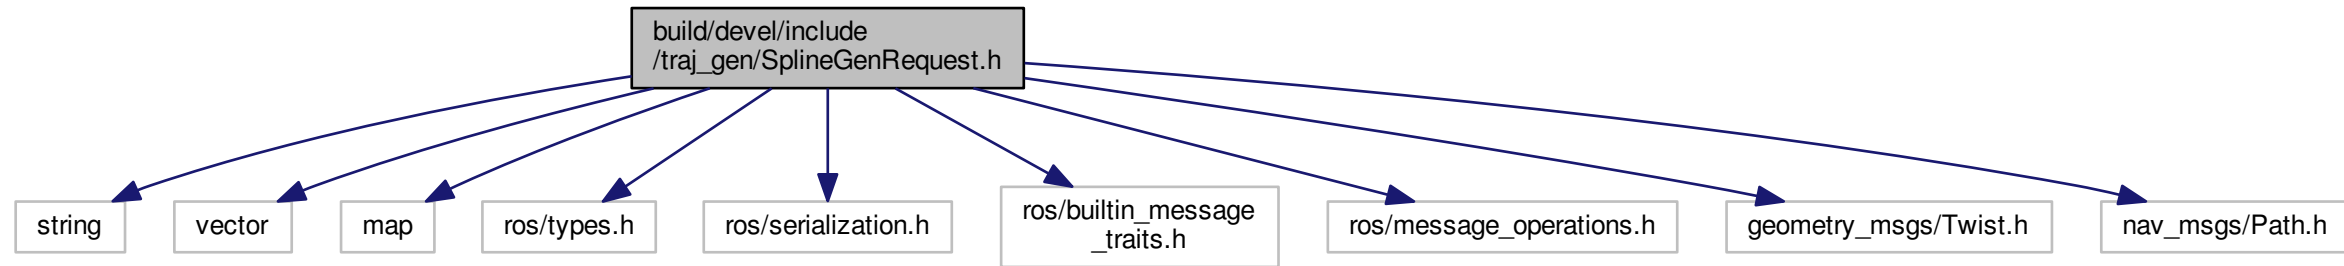 build/devel/include
/traj_gen/SplineGenRequest.h
string
vector
map
ros/types.h
ros/serialization.h
ros/builtin_message
_traits.h
ros/message_operations.h
geometry_msgs/Twist.h
nav_msgs/Path.h